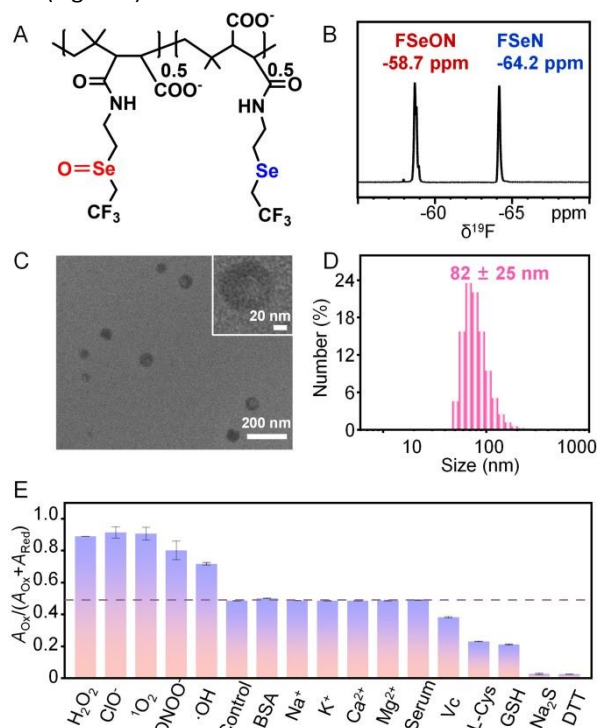 A
COO⁻
0.5
0.5
O
COO⁻
O
NH
HN
O=Se
Se
CF₃
CF₃
B
FSeON
-58.7 ppm
FSeN
-64.2 ppm
-60
-65
ppm
δ¹⁹F
C
20 nm
200 nm
D
82 ± 25 nm
Number (%)
24
18
12
6
0
10
100
1000
Size (nm)
E
A_Ox/(A_Ox+A_Red)
1.0
0.8
0.6
0.4
0.2
0
H₂O₂
ClO⁻
¹O₂
ONOO⁻
·OH
Control
BSA
Na⁺
K⁺
Ca²⁺
Mg²⁺
Serum
Vc
L-Cys
GSH
Na₂S
DTT